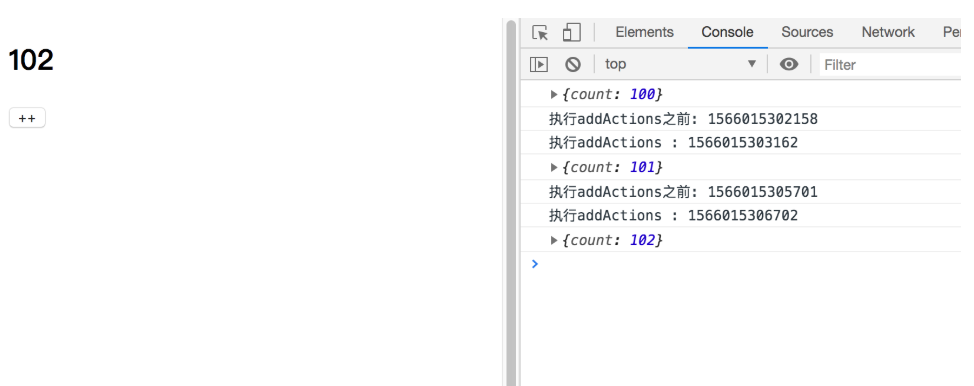 102
++
Elements Console Sources Network Pe
top Filter
{count: 100}
执行addActions之前: 1566015302158
执行addActions : 1566015303162
{count: 101}
执行addActions之前: 1566015305701
执行addActions : 1566015306702
{count: 102}